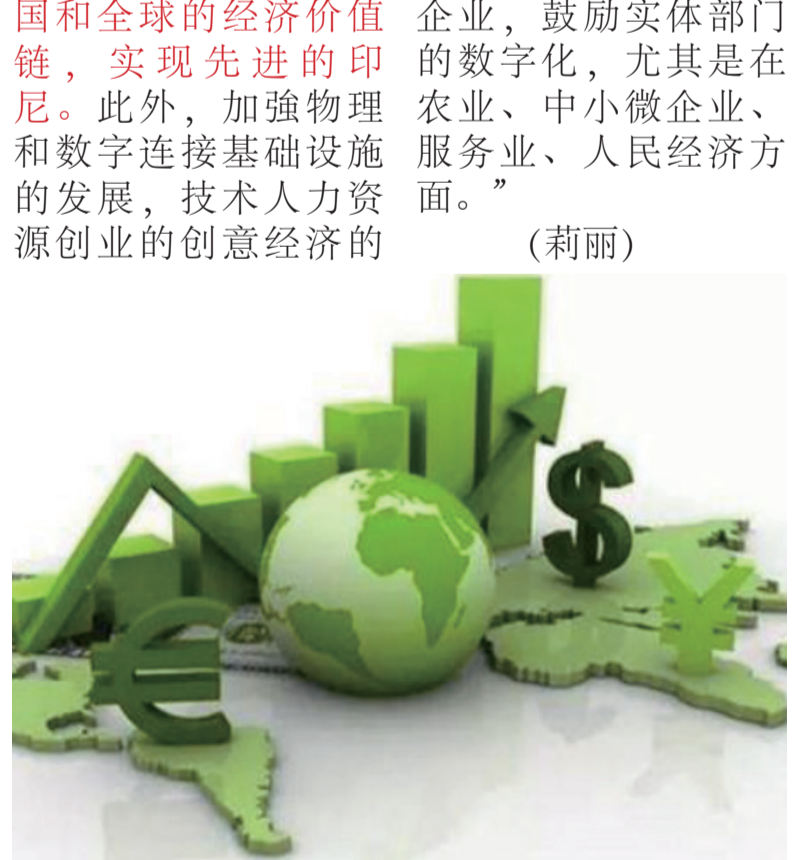 国和全球的经济价值
链，实现先进的印
尼。此外，加強物理
和数字连接基础设施
的发展，技术人力资
源创业的创意经济的
企业，鼓励实体部门
的数字化，尤其是在
农业、中小微企业、
服务业、人民经济方
面。”
(莉丽)
€
$
¥